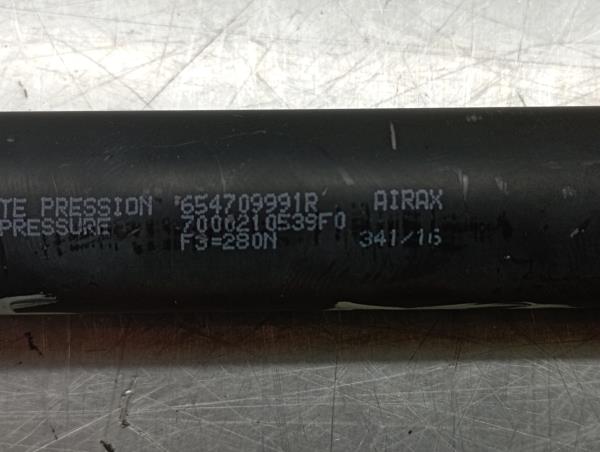 TE PRESSION 654709991R AIRAX
PRESSURE 7000210539F0
F3=280N 341/16